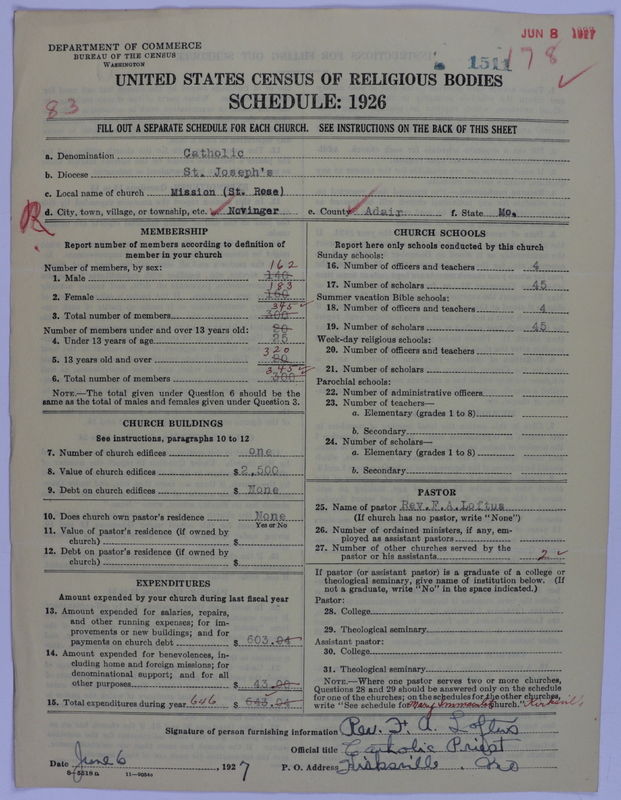 JUN 8 1927
DEPARTMENT OF COMMERCE
BUREAU OF THE CENSUS
WASHINGTON
1511
178
UNITED STATES CENSUS OF RELIGIOUS BODIES
83
SCHEDULE: 1926
FILL OUT A SEPARATE SCHEDULE FOR EACH CHURCH. SEE INSTRUCTIONS ON THE BACK OF THIS SHEET
a. Denomination Catholic
b. Diocese St. Joseph's
c. Local name of church Mission (St. Rose)
R. d. City, town, village, or township, etc. Novinger e. County Adair f. State Mo.
MEMBERSHIP
Report number of members according to definition of
member in your church
Number of members, by sex: 162
1. Male 140
183
2. Female 160
345
3. Total number of members 300
Number of members under and over 13 years old: 80
4. Under 13 years of age 25
320
5. 13 years old and over 80
345
6. Total number of members 300
NOTE.—The total given under Question 6 should be the
same as the total of males and females given under Question 3.
CHURCH BUILDINGS
See instructions, paragraphs 10 to 12
7. Number of church edifices one
8. Value of church edifices $2,500
9. Debt on church edifices $ None
10. Does church own pastor's residence None
Yes or No
11. Value of pastor's residence (if owned by
church) $
12. Debt on pastor's residence (if owned by
church) $
EXPENDITURES
Amount expended by your church during last fiscal year
13. Amount expended for salaries, repairs,
and other running expenses; for im-
provements or new buildings; and for
payments on church debt $ 603.04
14. Amount expended for benevolences, in-
cluding home and foreign missions; for
denominational support; and for all
other purposes $ 43.00
15. Total expenditures during year 646 $ 643.04
CHURCH SCHOOLS
Report here only schools conducted by this church
Sunday schools:
16. Number of officers and teachers 4
17. Number of scholars 45
Summer vacation Bible schools:
18. Number of officers and teachers 4
19. Number of scholars 45
Week-day religious schools:
20. Number of officers and teachers
21. Number of scholars
Parochial schools:
22. Number of administrative officers
23. Number of teachers—
a. Elementary (grades 1 to 8)
b. Secondary
24. Number of scholars—
a. Elementary (grades 1 to 8)
b. Secondary
PASTOR
25. Name of pastor Rev.F.A.Loftus
(If church has no pastor, write "None")
26. Number of ordained ministers, if any, em-
ployed as assistant pastors
27. Number of other churches served by the
pastor or his assistants 2
If pastor (or assistant pastor) is a graduate of a college or
theological seminary, give name of institution below. (If
not a graduate, write "No" in the space indicated.)
Pastor:
28. College
29. Theological seminary
Assistant pastor:
30. College
31. Theological seminary
NOTE.—Where one pastor serves two or more churches,
Questions 28 and 29 should be answered only on the schedule
for one of the churches; on the schedules for the other churches,
write "See schedule for Mary Immaculate church." Kirksvil'
Signature of person furnishing information Rev. F. A. Loftus
Official title Catholic Priest
Date June 6, 1927 P. O. Address Kirksville. Mo
8-5518 a 11-9954a